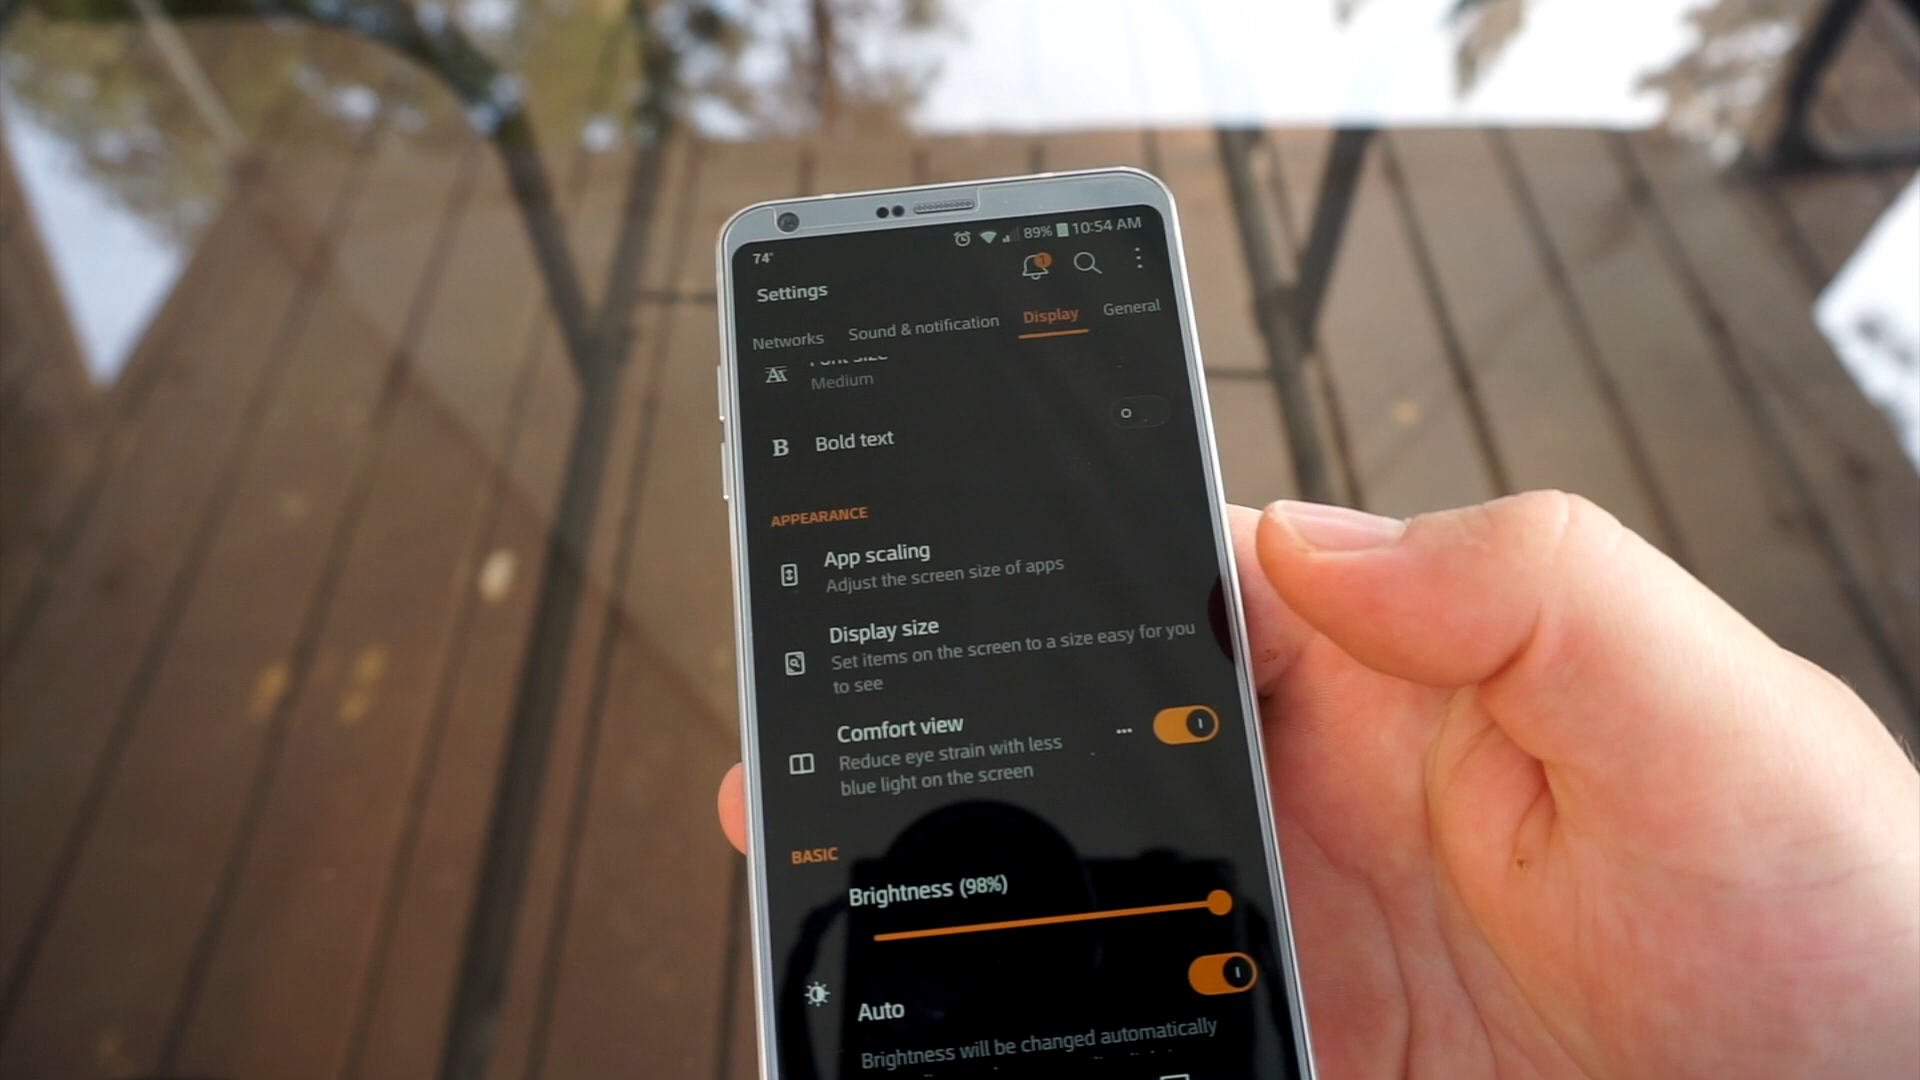 89% 10:54 AM
74°
1
Settings
Networks Sound & notification Display General
Font size
Medium
B Bold text
APPEARANCE
App scaling
Adjust the screen size of apps
Display size
Set items on the screen to a size easy for you
to see
Comfort view
Reduce eye strain with less
blue light on the screen
BASIC
Brightness (98%)
Auto
Brightness will be changed automatically